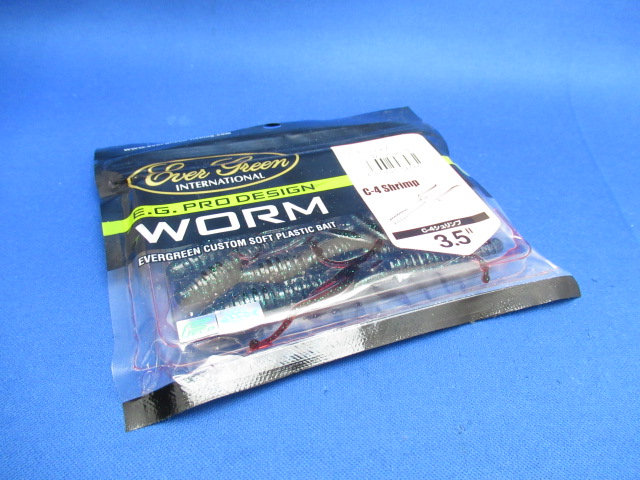 Ever Green
INTERNATIONAL
E.G. PRO DESIGN
WORM
EVERGREEN CUSTOM SOFT PLASTIC BAIT
C-4 Shrimp
C-4シュリンプ
3.5"